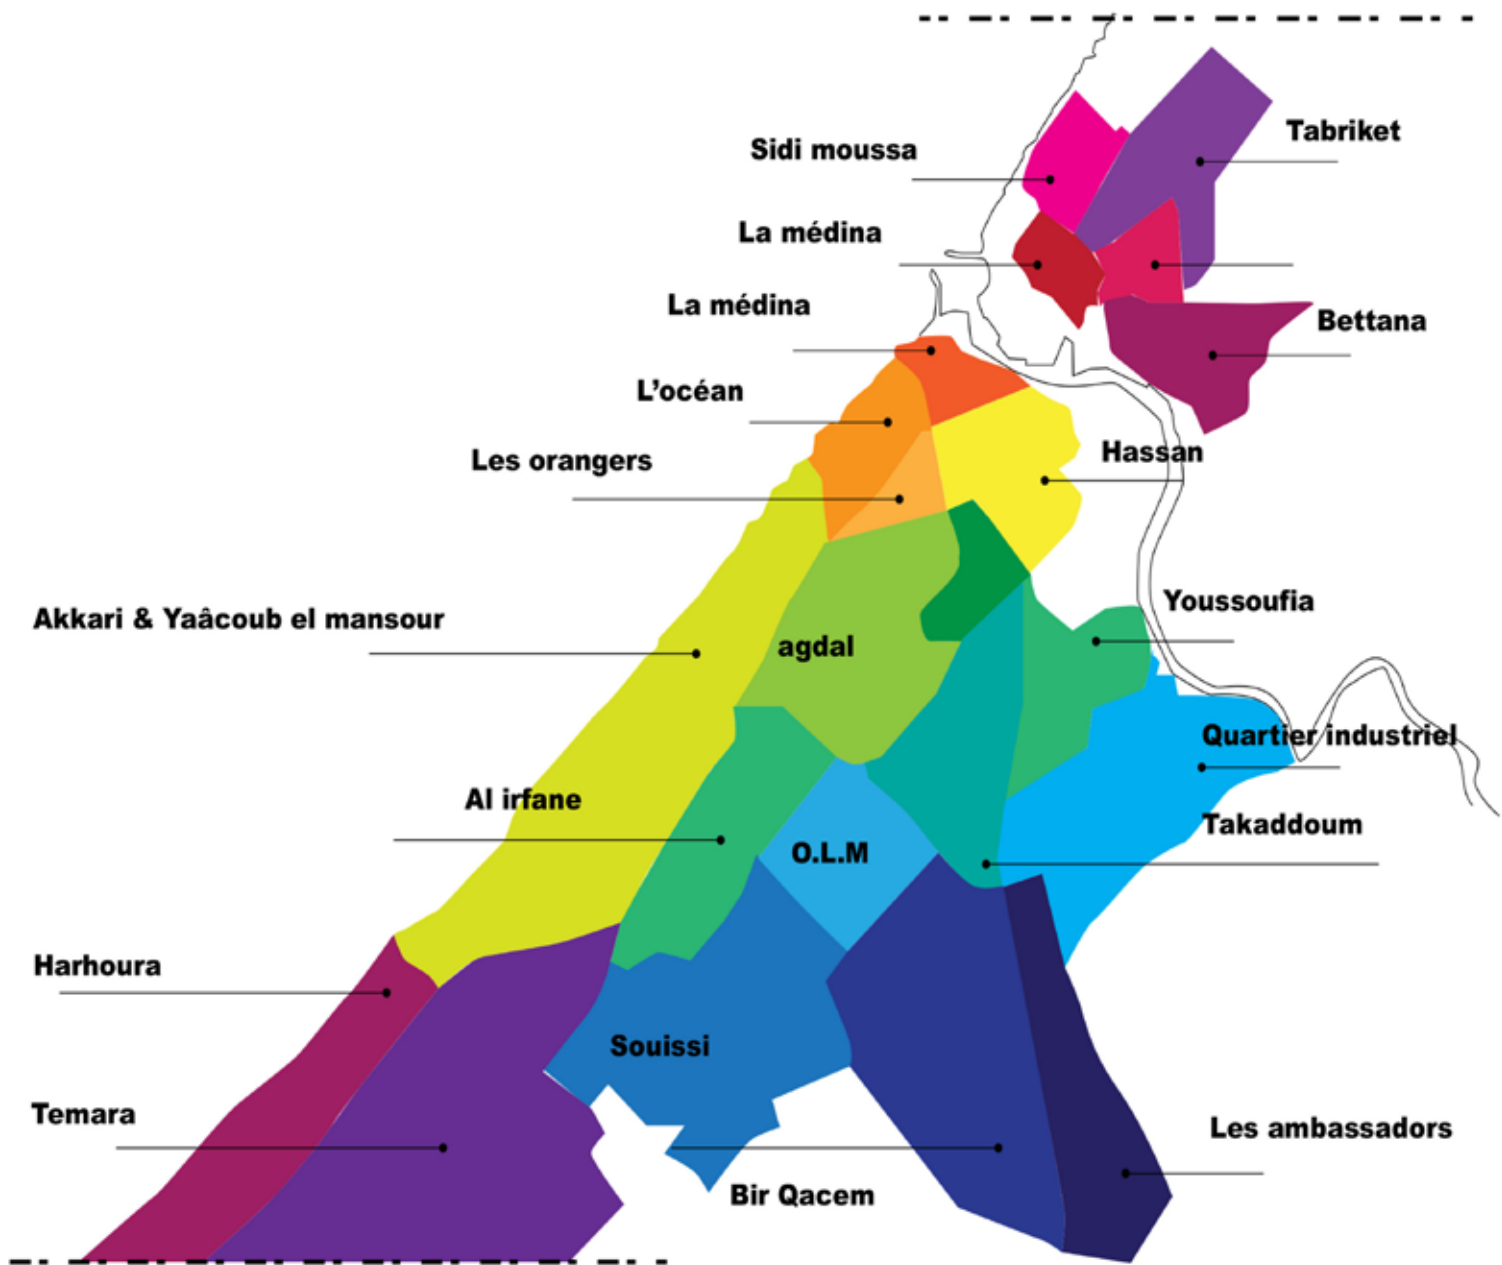 Tabriket
Sidi moussa
La médina
La médina
Bettana
L'océan
Hassan
Les orangers
Youssoufia
Akkari & Yaâcoub el mansour
agdal
Quartier industriel
Al irfane
Takaddoum
O.L.M
Harhoura
Souissi
Temara
Les ambassadors
Bir Qacem